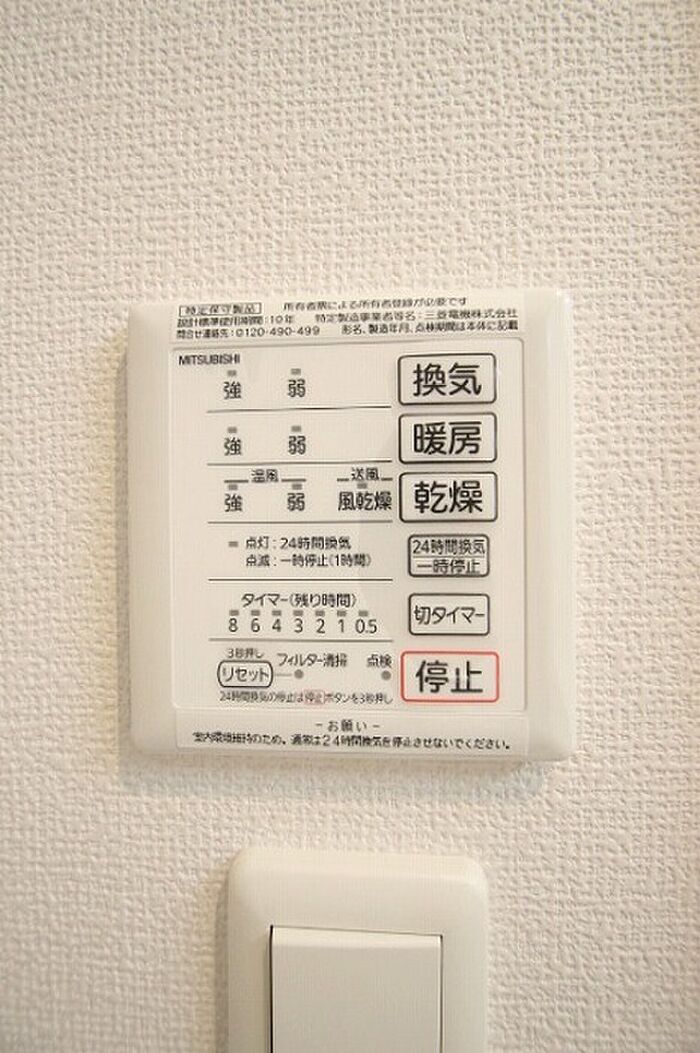 特定保守製品 所有者票による所有者登録が必要です
設計標準使用期間：10年 特定製造事業者等名：三菱電機株式会社
問合せ連絡先：0120-490-499 形名、製造年月、点検期間は本体に記載
MITSUBISHI
強 弱 換気
強 弱 暖房
温風 送風
強 弱 風乾燥 乾燥
点灯：24時間換気
点滅：一時停止(1時間)
24時間換気
一時停止
タイマー(残り時間)
8 6 4 3 2 1 0.5
切タイマー
3秒押し
リセット フィルター清掃 点検
停止
24時間換気の停止は停止ボタンを3秒押し
－お願い－
室内環境維持のため、通常は24時間換気を停止させないでください。